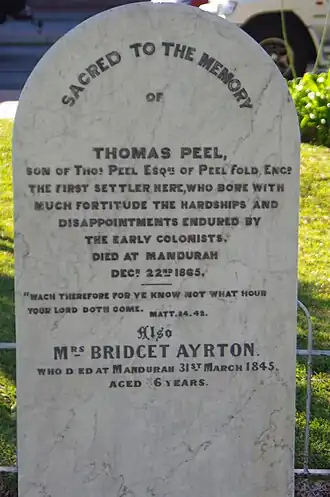 SACRED TO THE MEMORY
OF
THOMAS PEEL,
SON OF THOS PEEL ESQRE OF PEEL FOLD, ENGD
THE FIRST SETTLER HERE, WHO BORE WITH
MUCH FORTITUDE THE HARDSHIPS AND
DISAPPOINTMENTS ENDURED BY
THE EARLY COLONISTS.
DIED AT MANDURAH
DECR 22ND 1865.
"WACH THEREFORE FOR YE KNOW NOT WHAT HOUR
YOUR LORD DOTH COME. MATT. 24. 42.
Also
MRS BRIDGET AYRTON.
WHO DIED AT MANDURAH 31ST MARCH 1845.
AGED 6 YEARS.